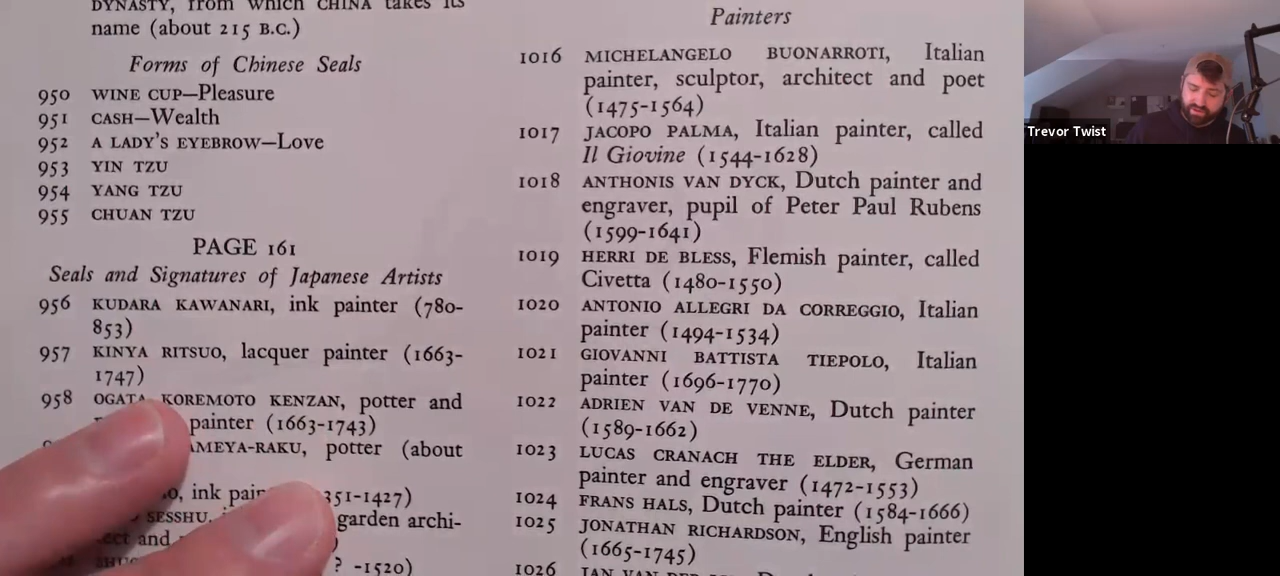 DYNASTY, from which CHINA takes its
name (about 215 B.C.)
Forms of Chinese Seals
950 WINE CUP—Pleasure
951 CASH—Wealth
952 A LADY'S EYEBROW—Love
953 YIN TZU
954 YANG TZU
955 CHUAN TZU
PAGE 161
Seals and Signatures of Japanese Artists
956 KUDARA KAWANARI, ink painter (780-
853)
957 KINYA RITSUO, lacquer painter (1663-
1747)
958 OGATA KOREMOTO KENZAN, potter and
painter (1663-1743)
AMEYA-RAKU, potter (about
ink 351-1427)
SESSHU, garden archi-
ect and
? -1520)
Painters
1016 MICHELANGELO BUONARROTI, Italian
painter, sculptor, architect and poet
(1475-1564)
1017 JACOPO PALMA, Italian painter, called
Il Giovine (1544-1628)
1018 ANTHONIS VAN DYCK, Dutch painter and
engraver, pupil of Peter Paul Rubens
(1599-1641)
1019 HERRI DE BLESS, Flemish painter, called
Civetta (1480-1550)
1020 ANTONIO ALLEGRI DA CORREGGIO, Italian
painter (1494-1534)
1021 GIOVANNI BATTISTA TIEPOLO, Italian
painter (1696-1770)
1022 ADRIEN VAN DE VENNE, Dutch painter
(1589-1662)
1023 LUCAS CRANACH THE ELDER, German
painter and engraver (1472-1553)
1024 FRANS HALS, Dutch painter (1584-1666)
1025 JONATHAN RICHARDSON, English painter
(1665-1745)
1026
Trevor Twist